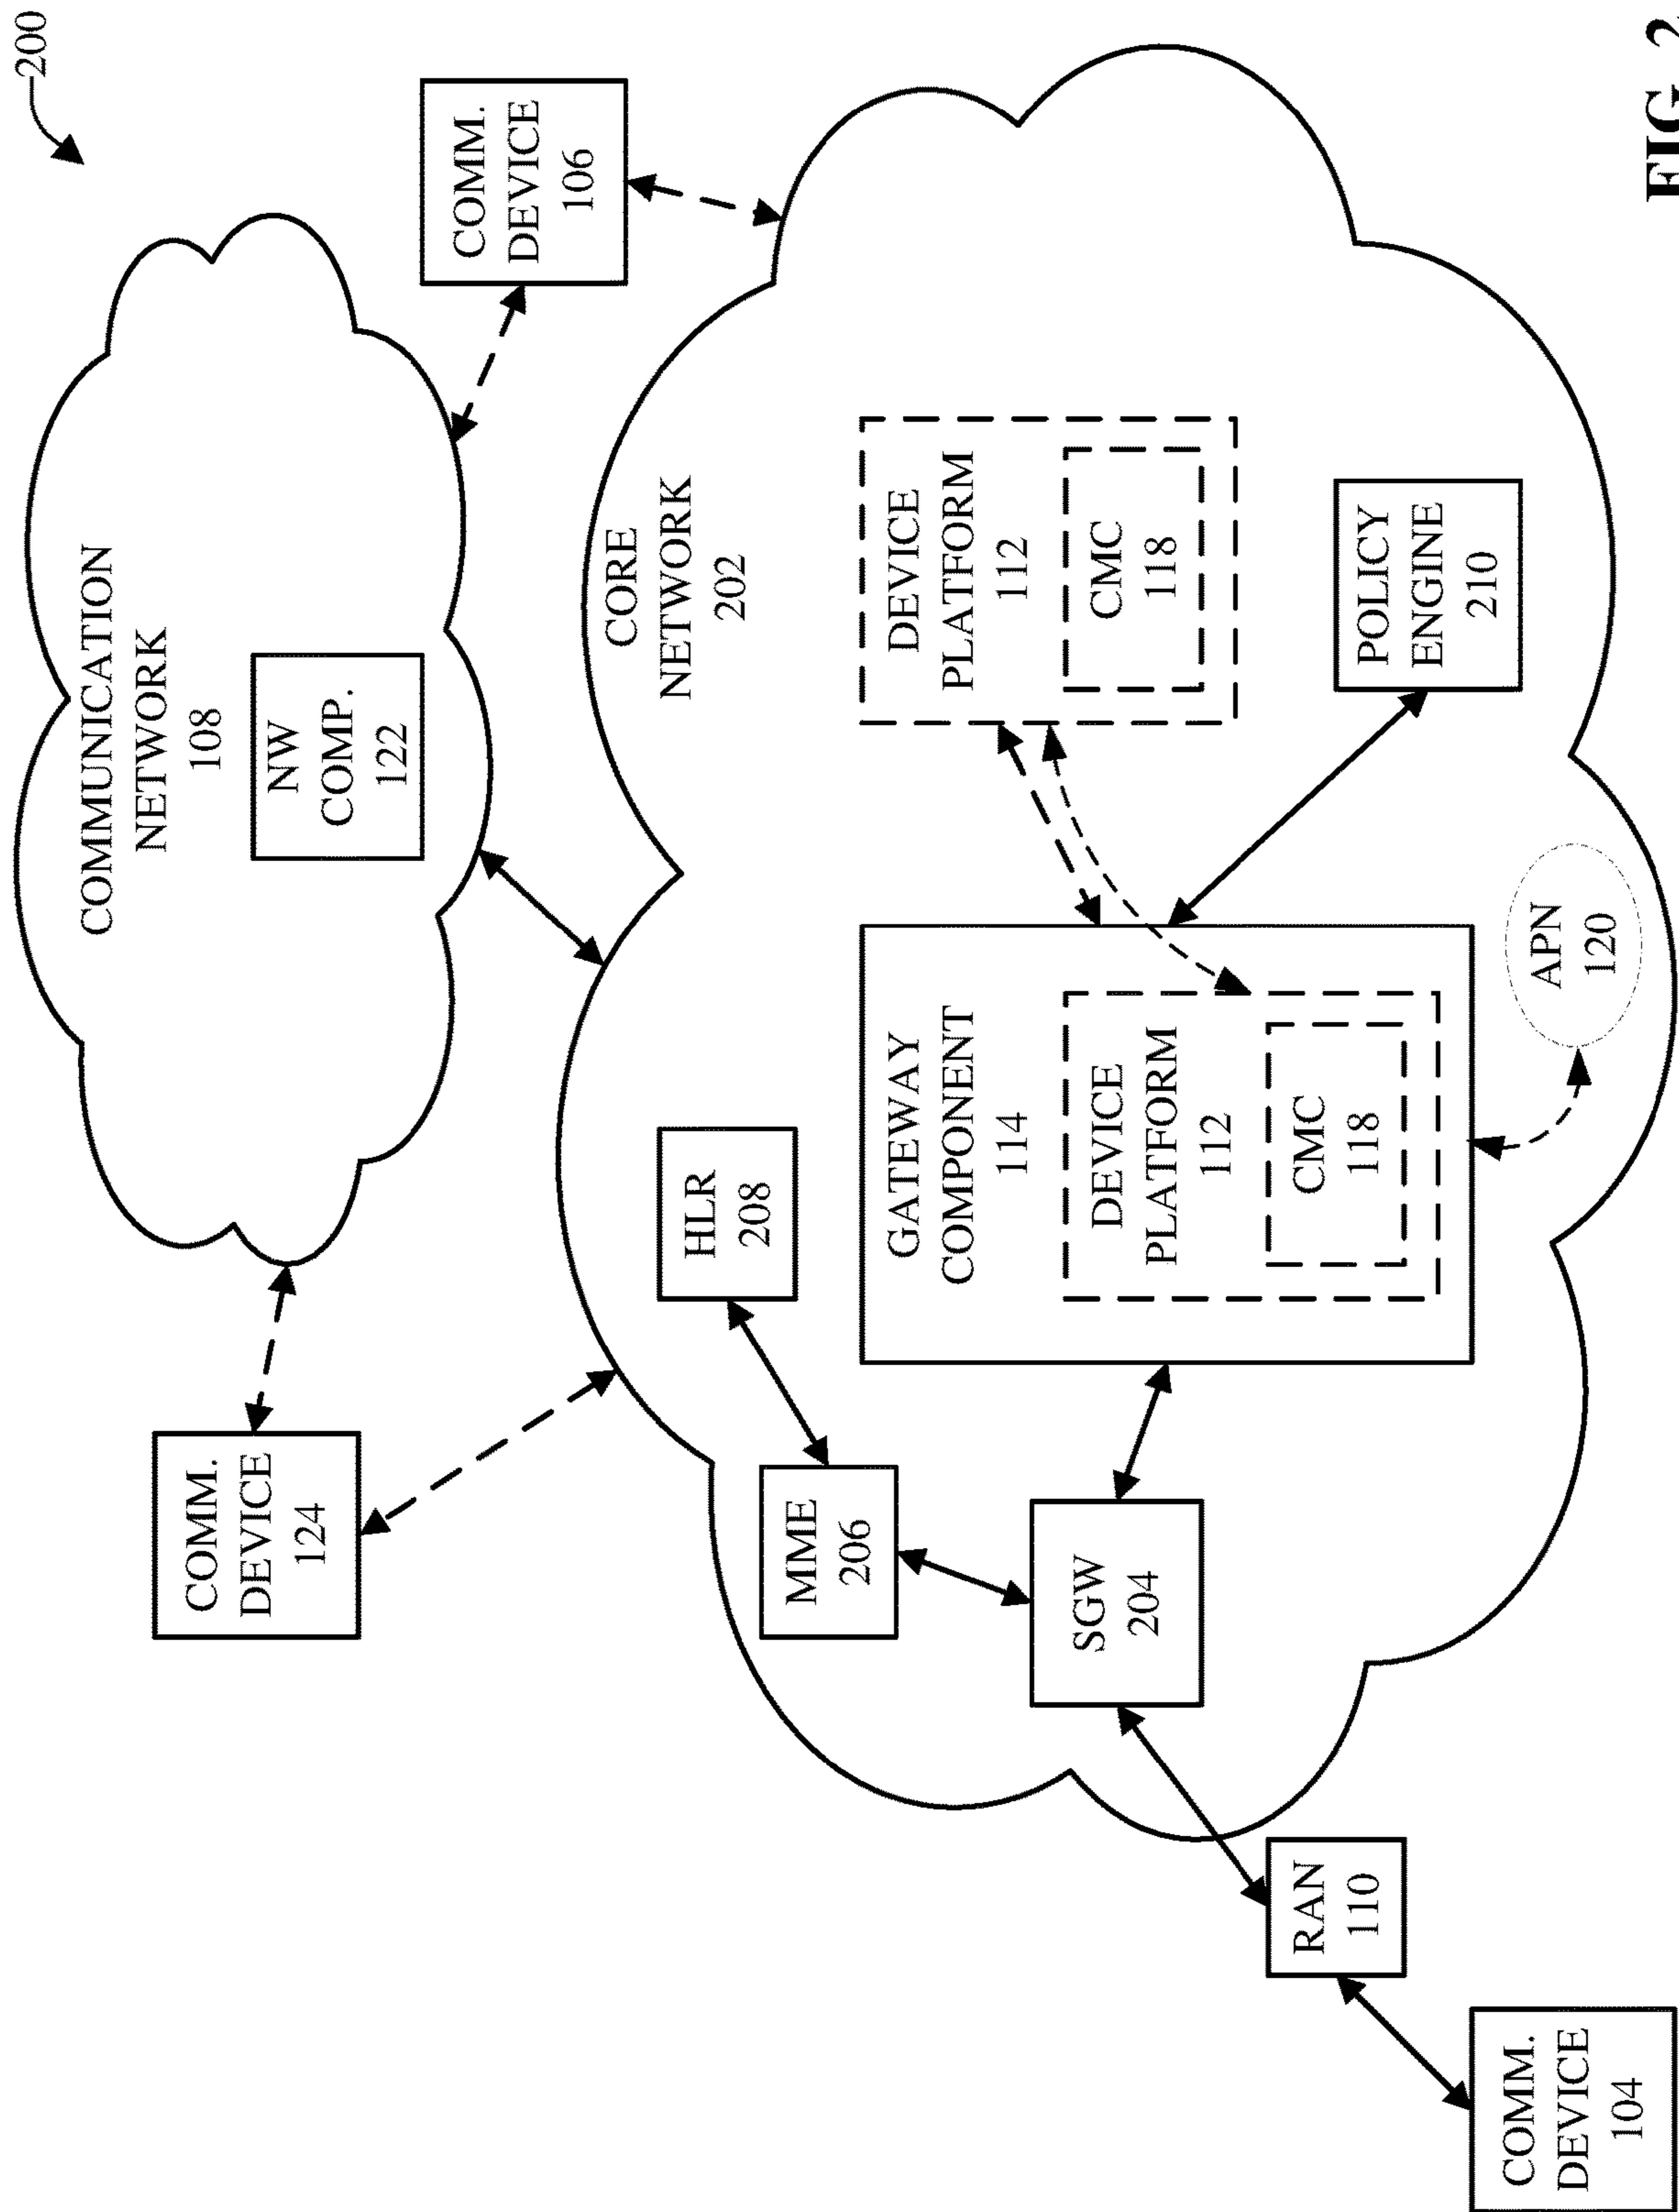 200
COMMUNICATION
NETWORK
108
NW
COMP.
122
COMM.
DEVICE
124
COMM.
DEVICE
106
CORE
NETWORK
202
HLR
208
MME
206
SGW
204
GATEWAY
COMPONENT
114
DEVICE
PLATFORM
112
CMC
118
DEVICE
PLATFORM
112
CMC
118
POLICY
ENGINE
210
APN
120
RAN
110
COMM.
DEVICE
104
FIG. 2